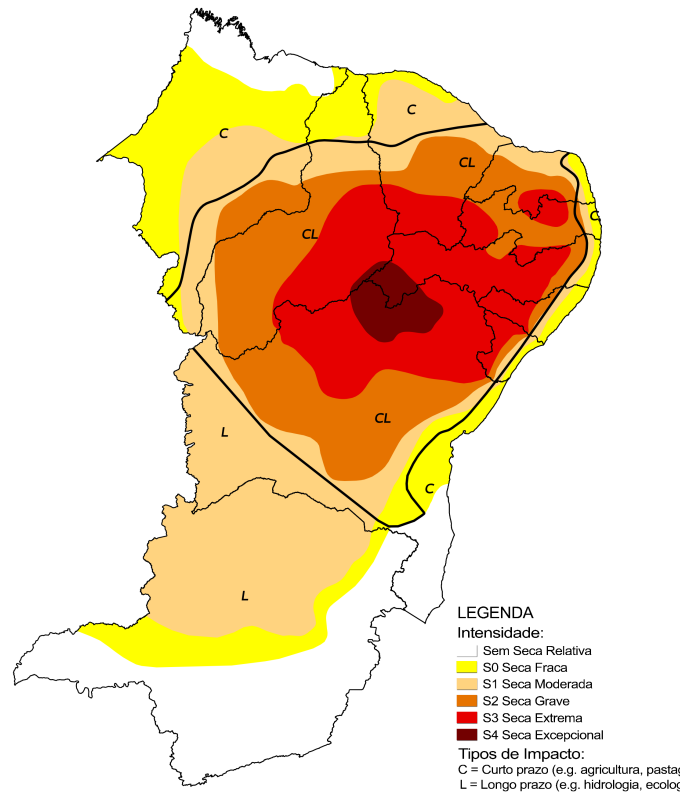 C
C
CL
C
CL
CL
L
C
L
LEGENDA
Intensidade:
Sem Seca Relativa
S0 Seca Fraca
S1 Seca Moderada
S2 Seca Grave
S3 Seca Extrema
S4 Seca Excepcional
Tipos de Impacto:
C = Curto prazo (e.g. agricultura,
L = Longo prazo (e.g. hidrologia,